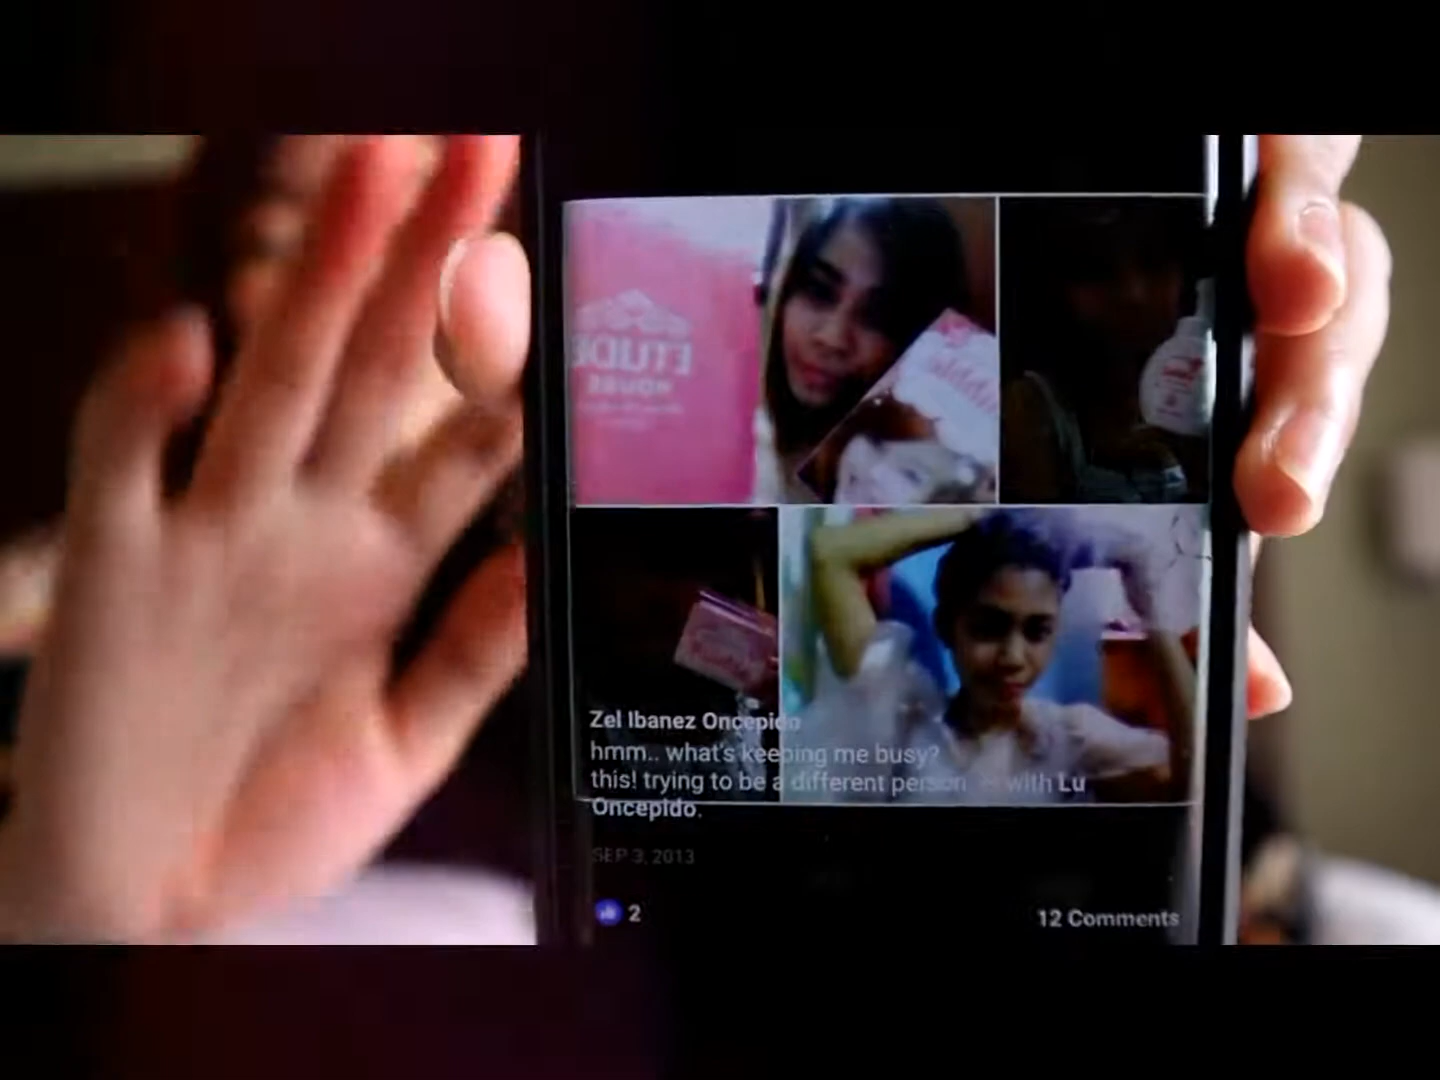 ETUDE
HOUSE
Zel Ibanez Oncepido
hmm.. what's keeping me busy?
this! trying to be a different person with Lu
Oncepido.
SEP 3, 2013
2
12 Comments